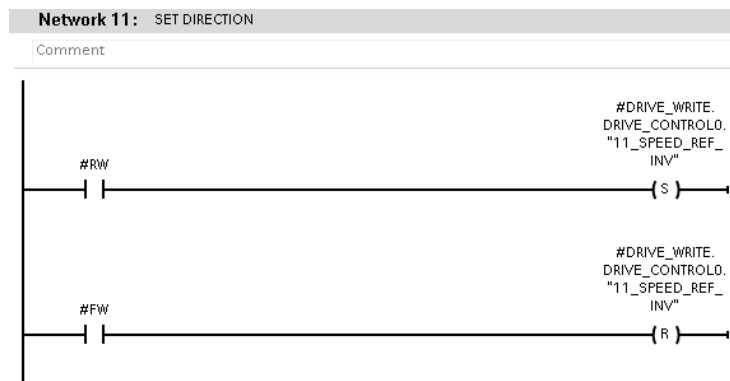 Network 11: SET DIRECTION
Comment
#DRIVE_WRITE.
DRIVE_CONTROL0.
"11_SPEED_REF_
INV"
#RW
S
#DRIVE_WRITE.
DRIVE_CONTROL0.
"11_SPEED_REF_
INV"
#FW
R